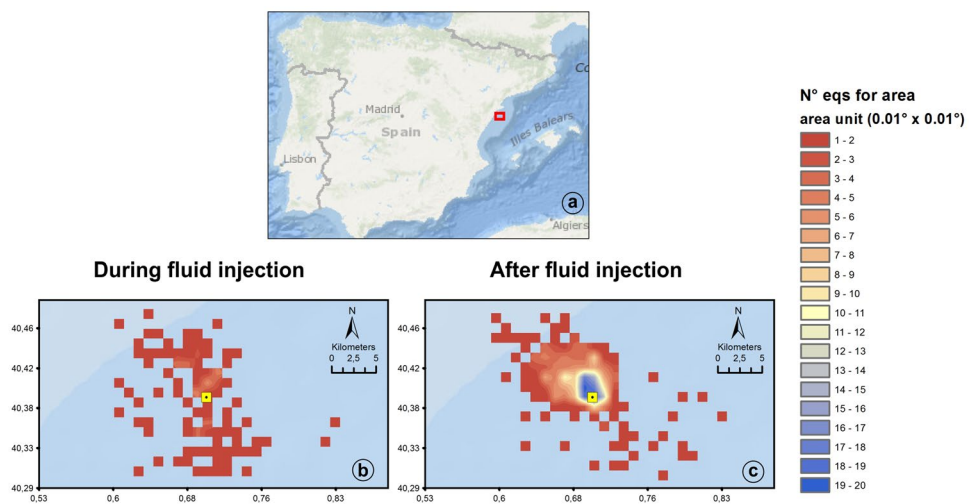 Madrid
Spain
Lisbon
Illes Balears
Co
Algiers
a
N° eqs for area
area unit (0.01° x 0.01°)
1 - 2
2 - 3
3 - 4
4 - 5
5 - 6
6 - 7
7 - 8
8 - 9
9 - 10
10 - 11
11 - 12
12 - 13
13 - 14
14 - 15
15 - 16
16 - 17
17 - 18
18 - 19
19 - 20
During fluid injection
N
Kilometers
0 2,5 5
40,46
40,42
40,38
40,33
40,29
0,53
0,6
0,68
0,76
0,83
b
After fluid injection
N
Kilometers
0 2,5 5
40,46
40,42
40,38
40,33
40,29
0,53
0,6
0,68
0,76
0,83
c